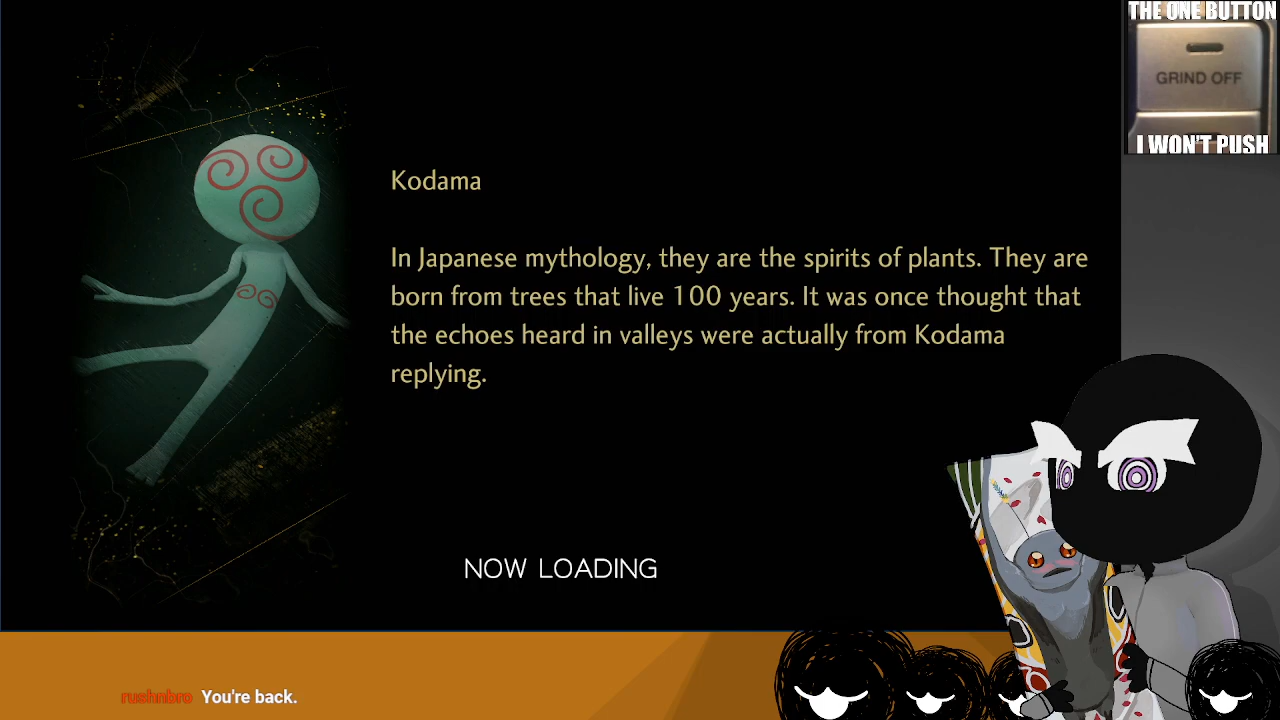 THE ONE BUTTON
GRIND OFF
I WON'T PUSH
Kodama
In Japanese mythology, they are the spirits of plants. They are
born from trees that live 100 years. It was once thought that
the echoes heard in valleys were actually from Kodama
replying.
NOW LOADING
rushnbro You're back.